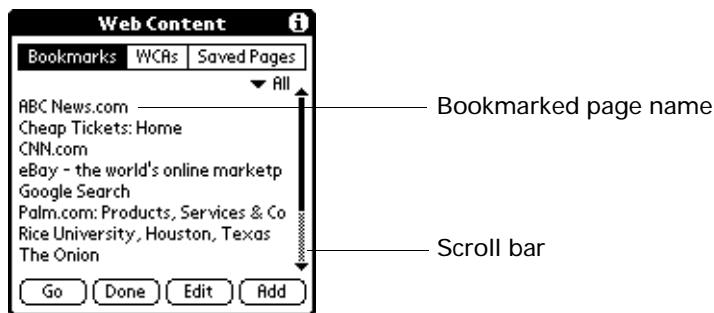 Web Content i
Bookmarks WCAs Saved Pages
All
ABC News.com
Bookmarked page name
Cheap Tickets: Home
CNN.com
eBay - the world's online marketp
Google Search
Palm.com: Products, Services & Co
Rice University, Houston, Texas
Scroll bar
The Onion
Go Done Edit Add